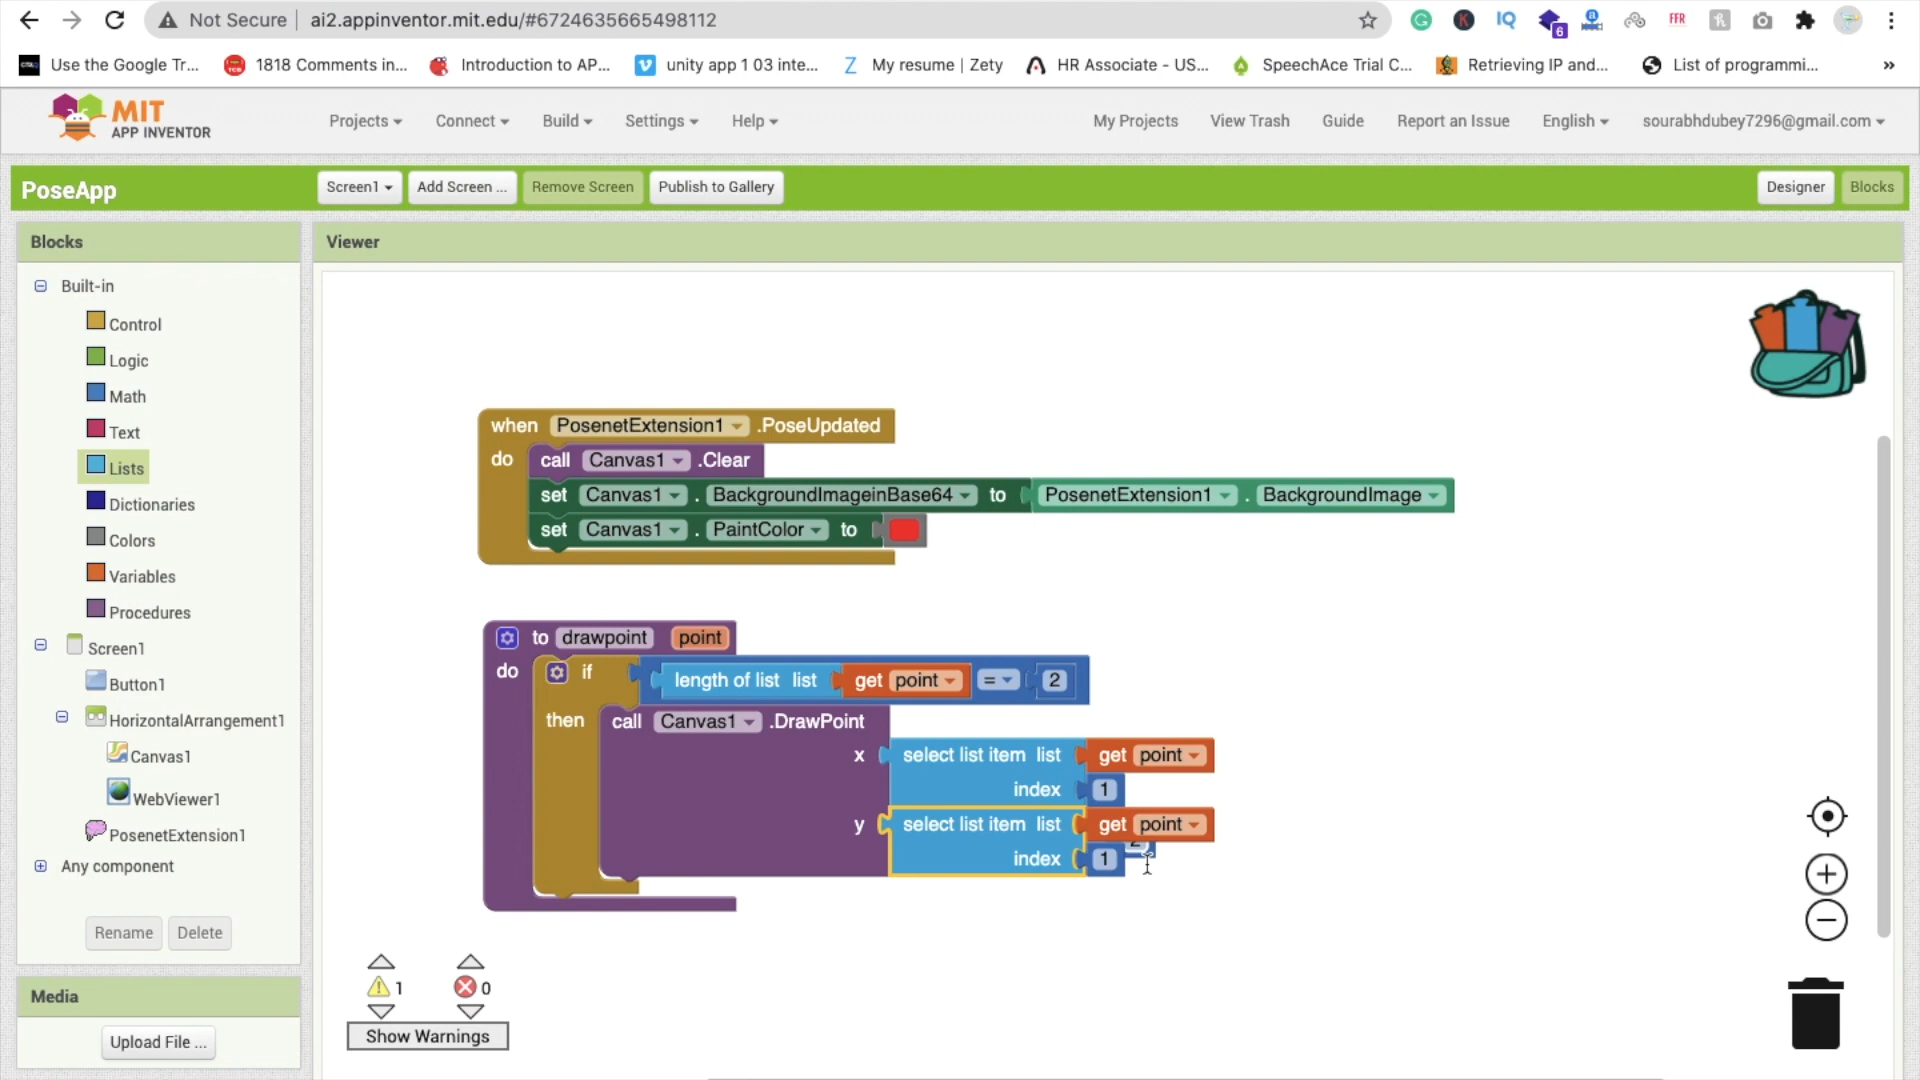 Not Secure | ai2.appinventor.mit.edu/#6724635665498112
K IQ 6 a FFR
Use the Google Tr... 1818 Comments in... Introduction to AP... unity app 1 03 inte... Z My resume | Zety HR Associate - US... SpeechAce Trial C... Retrieving IP and... List of programmi... »
MIT
APP INVENTOR
Projects Connect Build Settings Help My Projects View Trash Guide Report an Issue English sourabhdubey7296@gmail.com
PoseApp Screen1 Add Screen ... Remove Screen Publish to Gallery Designer Blocks
Blocks
Viewer
Built-in
Control
Logic
Math
Text
Lists
Dictionaries
Colors
Variables
Procedures
Screen1
Button1
HorizontalArrangement1
Canvas1
WebViewer1
PosenetExtension1
Any component
Rename Delete
Media
Upload File ...
when PosenetExtension1 .PoseUpdated
do call Canvas1 .Clear
set Canvas1 . BackgroundImageinBase64 to PosenetExtension1 . BackgroundImage
set Canvas1 . PaintColor to
to drawpoint point
do if length of list list get point = 2
then call Canvas1 .DrawPoint
x select list item list get point
index 1
y select list item list get point
index 1
1 0
Show Warnings